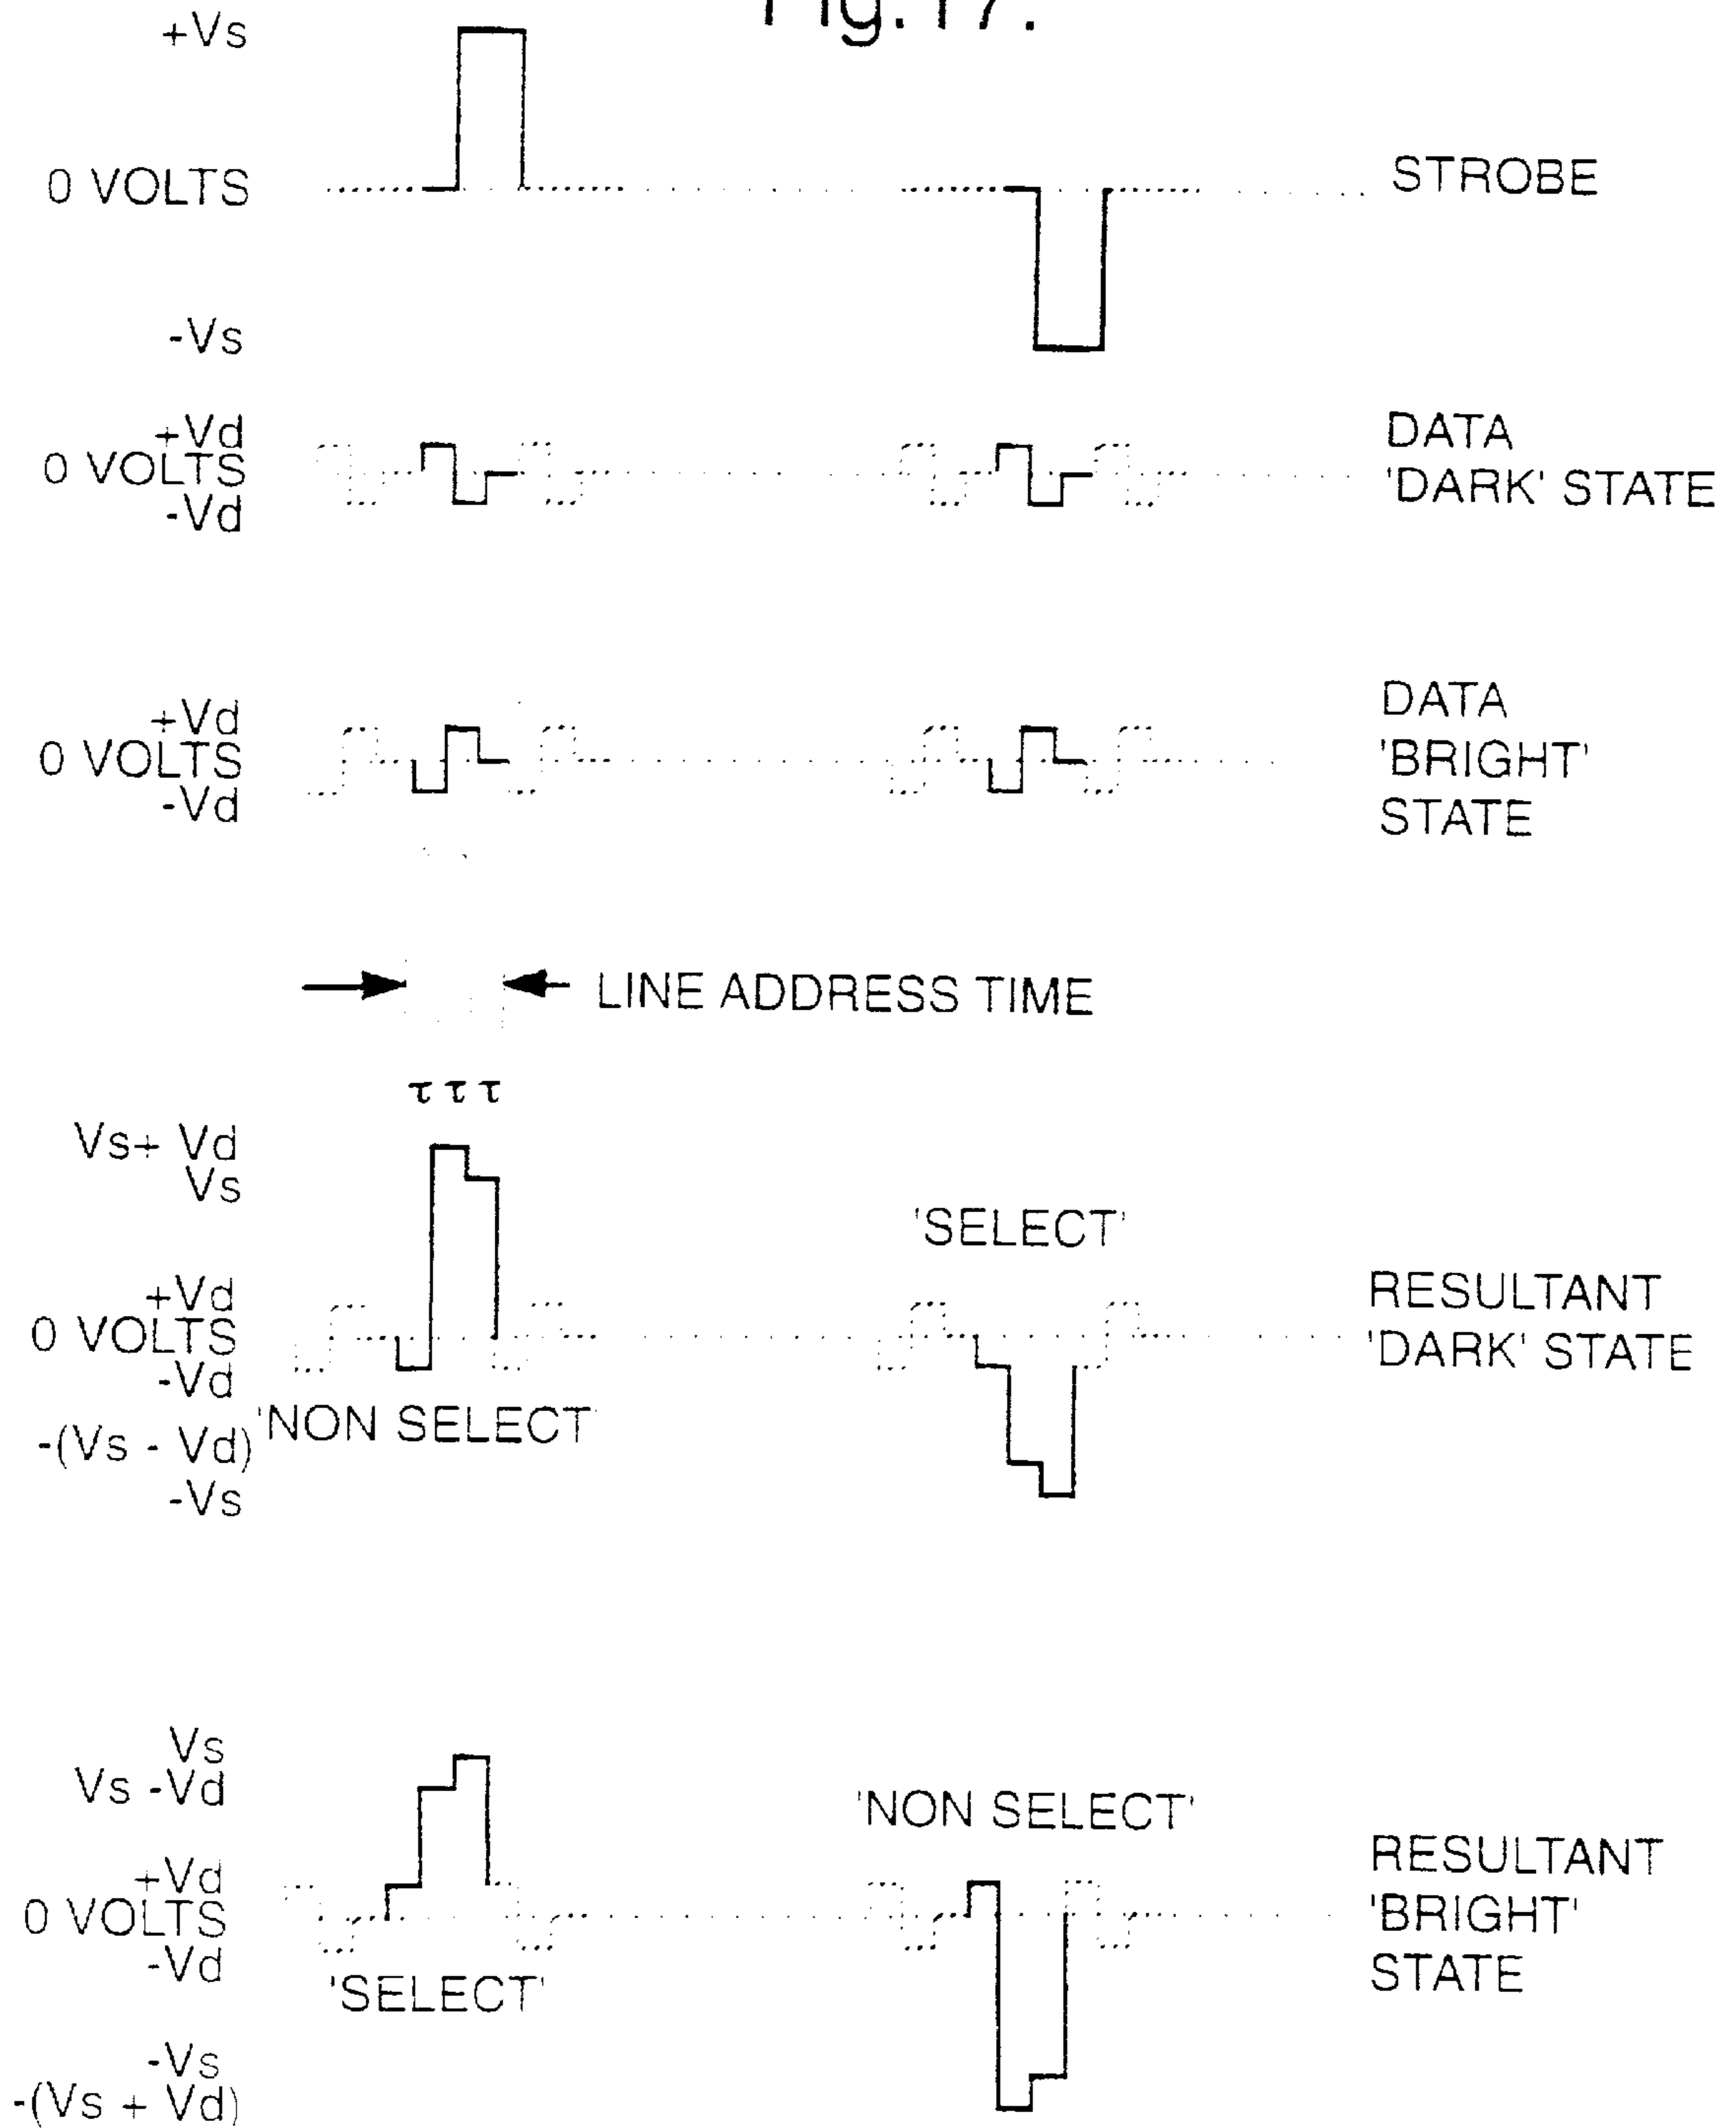 Fig.17.
+Vs
0 VOLTS
STROBE
-Vs
+Vd
0 VOLTS
-Vd
DATA
'DARK' STATE
+Vd
0 VOLTS
-Vd
DATA
'BRIGHT'
STATE
LINE ADDRESS TIME
τ τ τ
Vs+ Vd
Vs
'SELECT'
+Vd
0 VOLTS
-Vd
RESULTANT
'DARK' STATE
'NON SELECT'
-(Vs - Vd)
-Vs
Vs
Vs -Vd
'NON SELECT'
+Vd
0 VOLTS
-Vd
RESULTANT
'BRIGHT'
STATE
'SELECT'
-Vs
-(Vs + Vd)